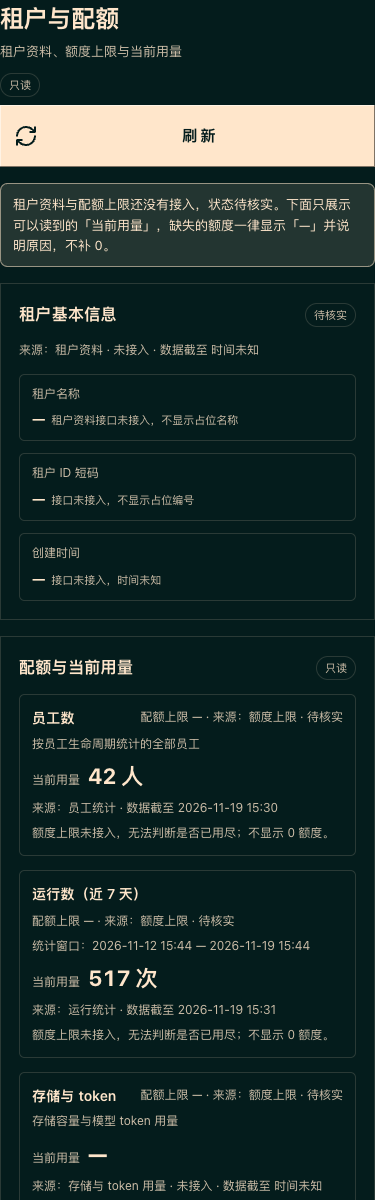 租户与配额
租户资料、额度上限与当前用量
只读
刷新
租户资料与配额上限还没有接入，状态待核实。下面只展示
可以读到的「当前用量」，缺失的额度一律显示「—」并说
明原因，不补 0。
租户基本信息
待核实
来源：租户资料 · 未接入 · 数据截至 时间未知
租户名称
— 租户资料接口未接入，不显示占位名称
租户 ID 短码
— 接口未接入，不显示占位编号
创建时间
— 接口未接入，时间未知
配额与当前用量
只读
员工数
配额上限 — · 来源：额度上限 · 待核实
按员工生命周期统计的全部员工
当前用量 42 人
来源：员工统计 · 数据截至 2026-11-19 15:30
额度上限未接入，无法判断是否已用尽；不显示 0 额度。
运行数（近 7 天）
配额上限 — · 来源：额度上限 · 待核实
统计窗口：2026-11-12 15:44 — 2026-11-19 15:44
当前用量 517 次
来源：运行统计 · 数据截至 2026-11-19 15:31
额度上限未接入，无法判断是否已用尽；不显示 0 额度。
存储与 token
配额上限 — · 来源：额度上限 · 待核实
存储容量与模型 token 用量
当前用量 —
来源：存储与 token 用量 · 未接入 · 数据截至 时间未知